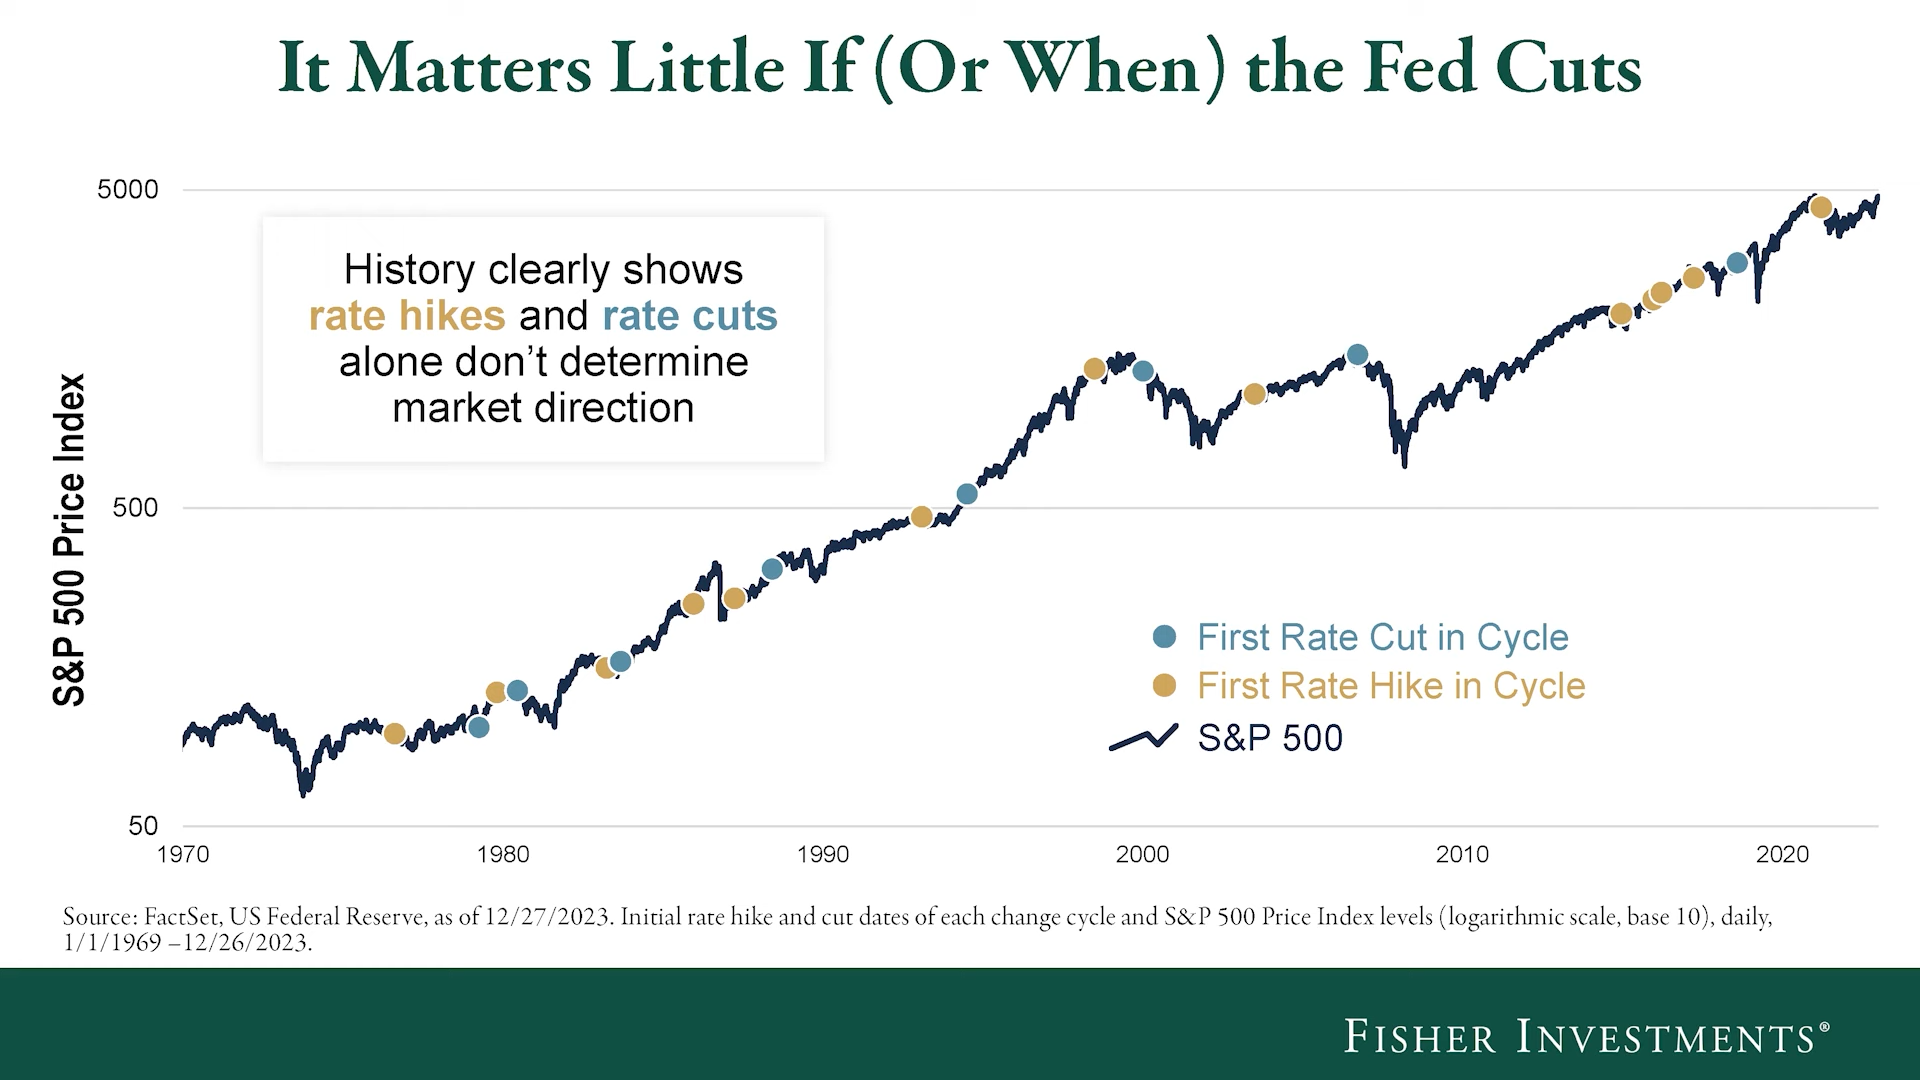 It Matters Little If (Or When) the Fed Cuts
5000
History clearly shows
rate hikes and rate cuts
alone don’t determine
market direction
S&P 500 Price Index
500
First Rate Cut in Cycle
First Rate Hike in Cycle
S&P 500
50
1970 1980 1990 2000 2010 2020
Source: FactSet, US Federal Reserve, as of 12/27/2023. Initial rate hike and cut dates of each change cycle and S&P 500 Price Index levels (logarithmic scale, base 10), daily,
1/1/1969 –12/26/2023.
FISHER INVESTMENTS®